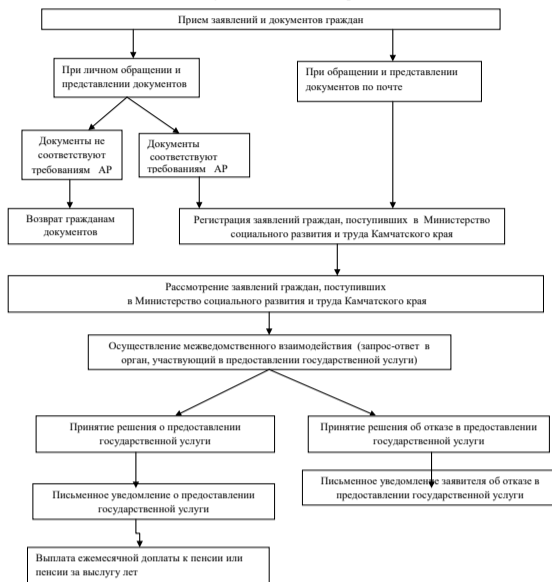 Прием заявлений и документов граждан
При личном обращении и
представлении документов
При обращении и представлении
документов по почте
Документы не
соответствуют
требованиям АР
Документы
соответствуют
требованиям АР
Возврат гражданам
документов
Регистрация заявлений граждан, поступивших в Министерство
социального развития и труда Камчатского края
Рассмотрение заявлений граждан, поступивших
в Министерство социального развития и труда Камчатского края
Осуществление межведомственного взаимодействия (запрос-ответ в
орган, участвующий в предоставлении государственной услуги)
Принятие решения о предоставлении
государственной услуги
Принятие решения об отказе в предоставлении
государственной услуги
Письменное уведомление о предоставлении
государственной услуги
Письменное уведомление заявителя об отказе в
предоставлении государственной услуги
Выплата ежемесячной доплаты к пенсии или
пенсии за выслугу лет